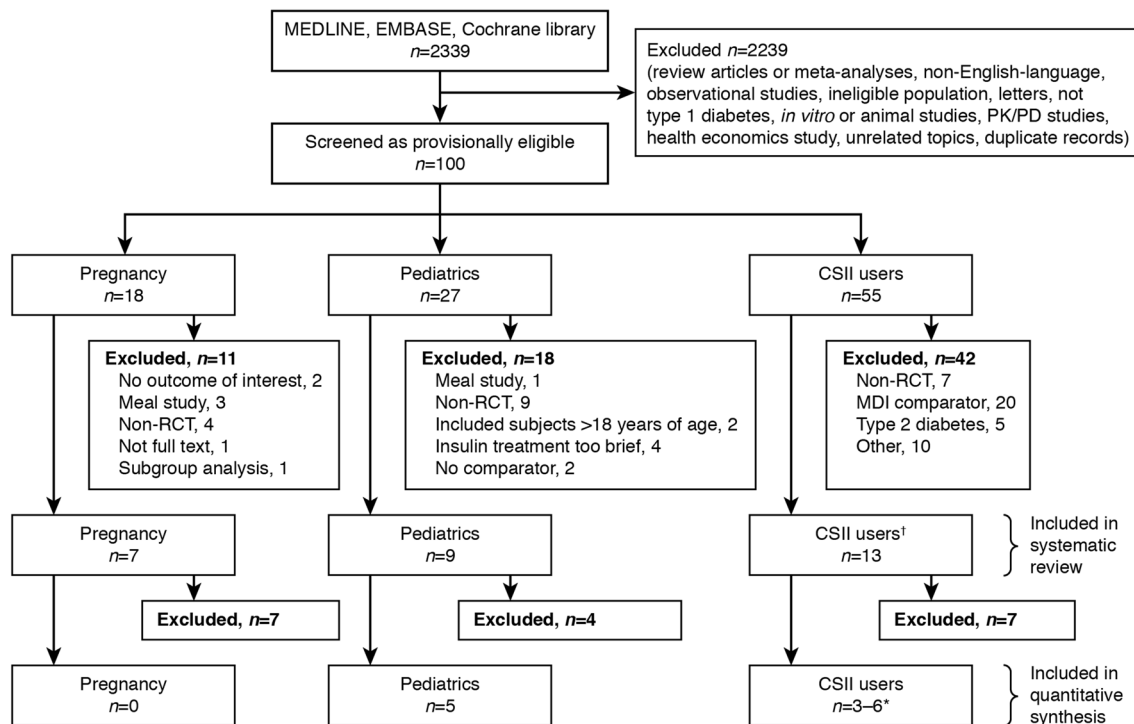 MEDLINE, EMBASE, Cochrane library
n=2339
Excluded n=2239
(review articles or meta-analyses, non-English-language,
observational studies, ineligible population, letters, not
type 1 diabetes, in vitro or animal studies, PK/PD studies,
health economics study, unrelated topics, duplicate records)
Screened as provisionally eligible
n=100
Pregnancy
n=18
Pediatrics
n=27
CSII users
n=55
Excluded, n=11
No outcome of interest, 2
Meal study, 3
Non-RCT, 4
Not full text, 1
Subgroup analysis, 1
Excluded, n=18
Meal study, 1
Non-RCT, 9
Included subjects >18 years of age, 2
Insulin treatment too brief, 4
No comparator, 2
Excluded, n=42
Non-RCT, 7
MDI comparator, 20
Type 2 diabetes, 5
Other, 10
Pregnancy
n=7
Pediatrics
n=9
CSII users†
n=13
Included in
systematic
review
Excluded, n=7
Excluded, n=4
Excluded, n=7
Pregnancy
n=0
Pediatrics
n=5
CSII users
n=3–6*
Included in
quantitative
synthesis